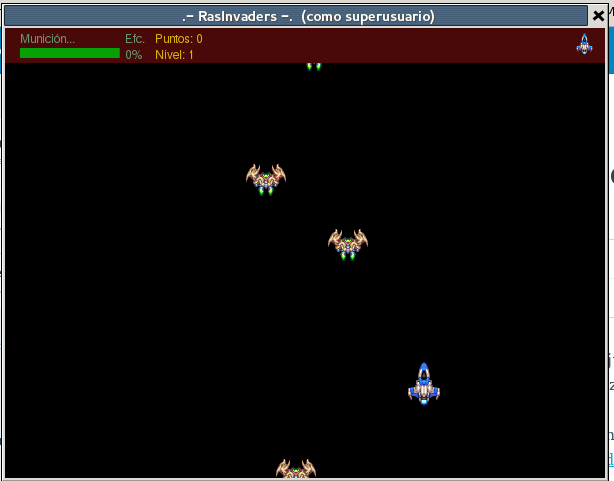 .- RasInvaders -. (como superusuario)
Munición... Efc. Puntos: 0
0% Nivel: 1